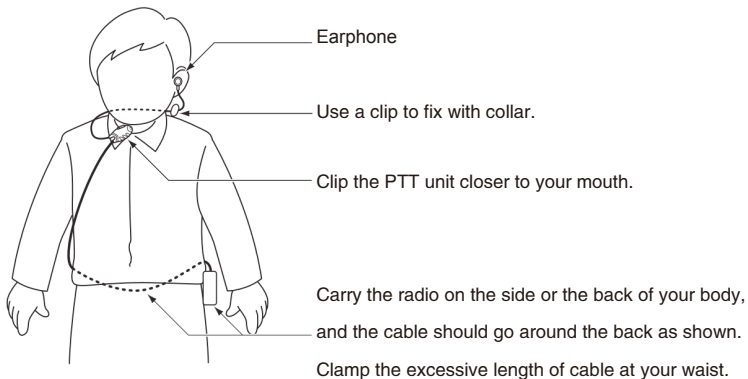 Earphone
Use a clip to fix with collar.
Clip the PTT unit closer to your mouth.
Carry the radio on the side or the back of your body,
and the cable should go around the back as shown.
Clamp the excessive length of cable at your waist.